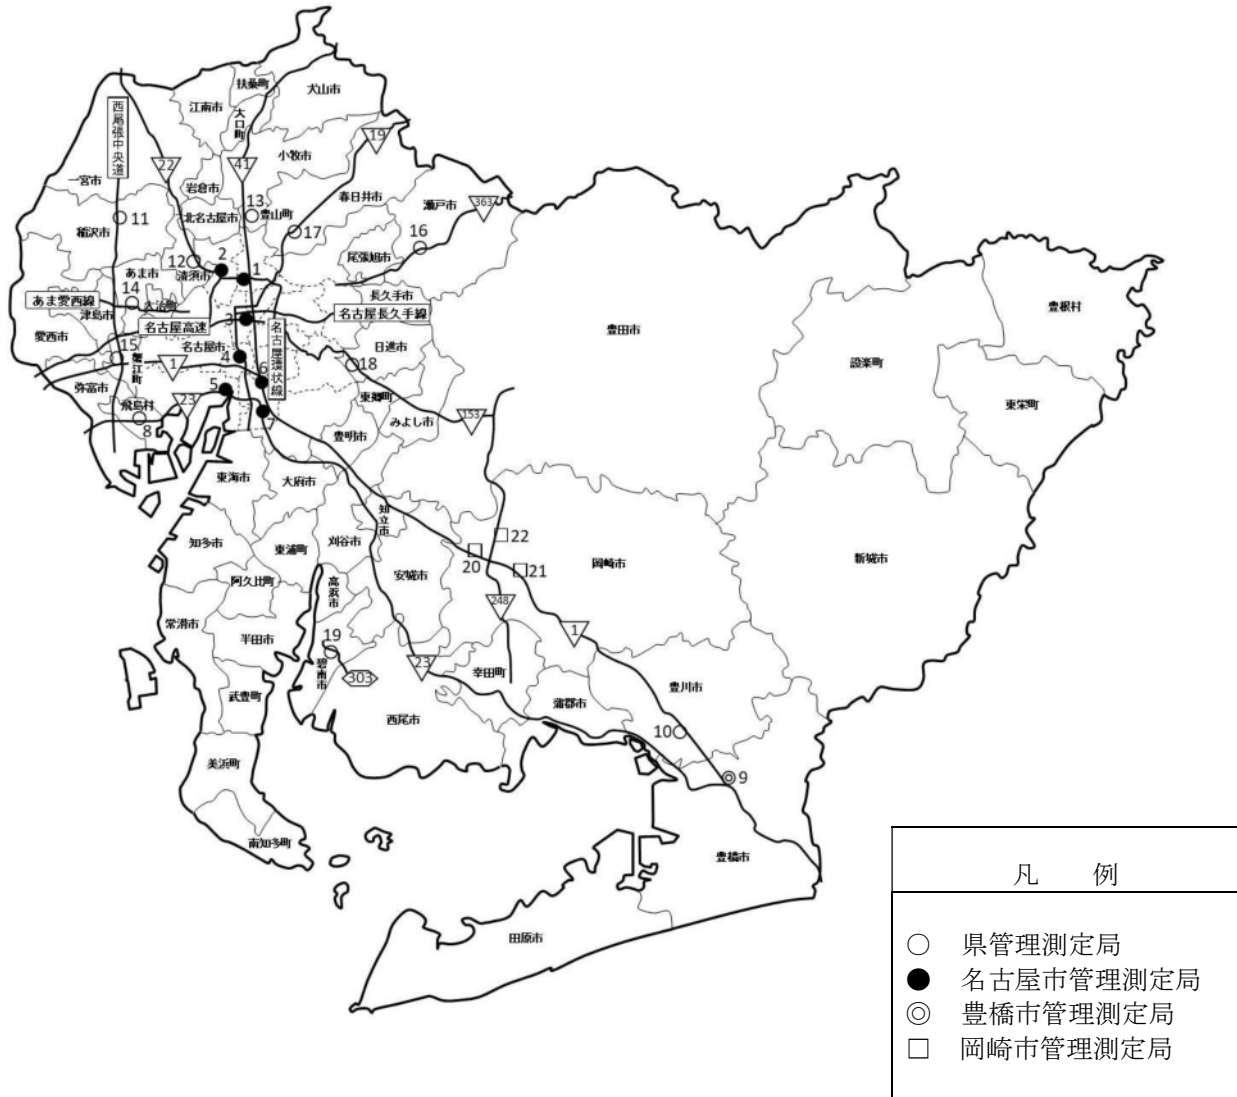 扶桑町
犬山市
江南市
大口町
西尾張中央道
19
22
41
小牧市
一宮市
岩倉市
春日井市
瀬戸市
363
13
豊山町
北名古屋市
11
17
16
稲沢市
尾張旭市
12
2
清須市
1
あま市
長久手市
14
大治町
あま愛西線
津島市
名古屋高速
3
名古屋長久手線
名古屋環状線
豊田市
豊根村
設楽町
東栄町
愛西市
名古屋市
4
日進市
15
蟹江町
1
18
6
弥富市
5
東郷町
23
飛島村
8
7
153
みよし市
豊明市
東海市
大府市
知立市
22
知多市
東浦町
刈谷市
20
21
岡崎市
新城市
阿久比町
高浜市
安城市
248
常滑市
半田市
1
19
碧南市
303
23
幸田町
豊川市
武豊町
蒲郡市
西尾市
10
美浜町
9
南知多町
豊橋市
田原市
凡 例
○ 県管理測定局
● 名古屋市管理測定局
◎ 豊橋市管理測定局
□ 岡崎市管理測定局